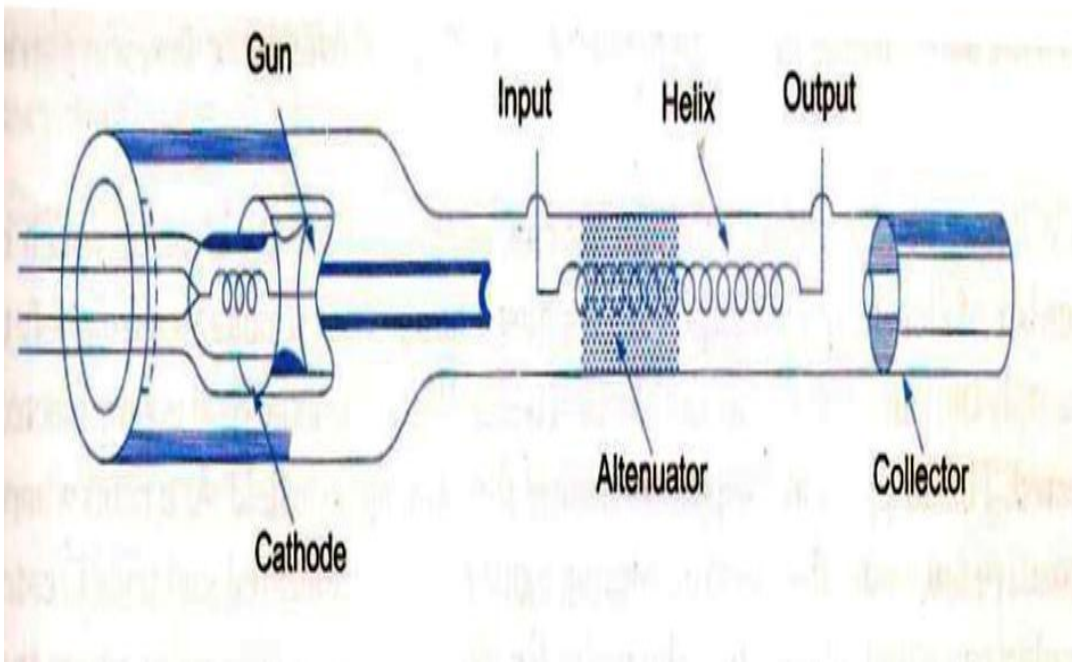 Gun
Input
Helix
Output
Altenuator
Collector
Cathode